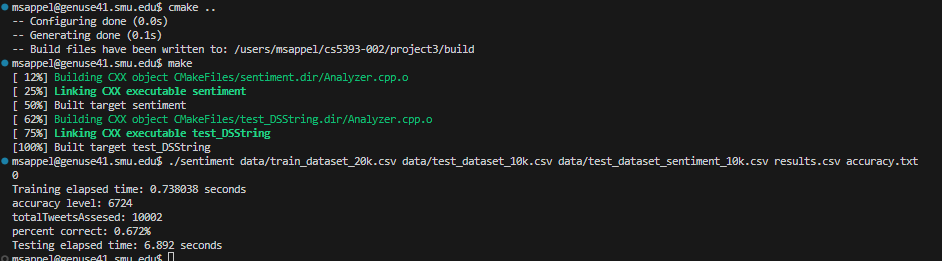 msappel@genuse41.smu.edu$ cmake ..
-- Configuring done (0.0s)
-- Generating done (0.1s)
-- Build files have been written to: /users/msappel/cs5393-002/project3/build
msappel@genuse41.smu.edu$ make
[ 12%] Building CXX object CMakeFiles/sentiment.dir/Analyzer.cpp.o
[ 25%] Linking CXX executable sentiment
[ 50%] Built target sentiment
[ 62%] Building CXX object CMakeFiles/test_DSString.dir/Analyzer.cpp.o
[ 75%] Linking CXX executable test_DSString
[100%] Built target test_DSString
msappel@genuse41.smu.edu$ ./sentiment data/train_dataset_20k.csv data/test_dataset_10k.csv data/test_dataset_sentiment_10k.csv results.csv accuracy.txt
0
Training elapsed time: 0.738038 seconds
accuracy level: 6724
totalTweetsAssesed: 10002
percent correct: 0.672%
Testing elapsed time: 6.892 seconds
msappel@genuse41.smu.edu$